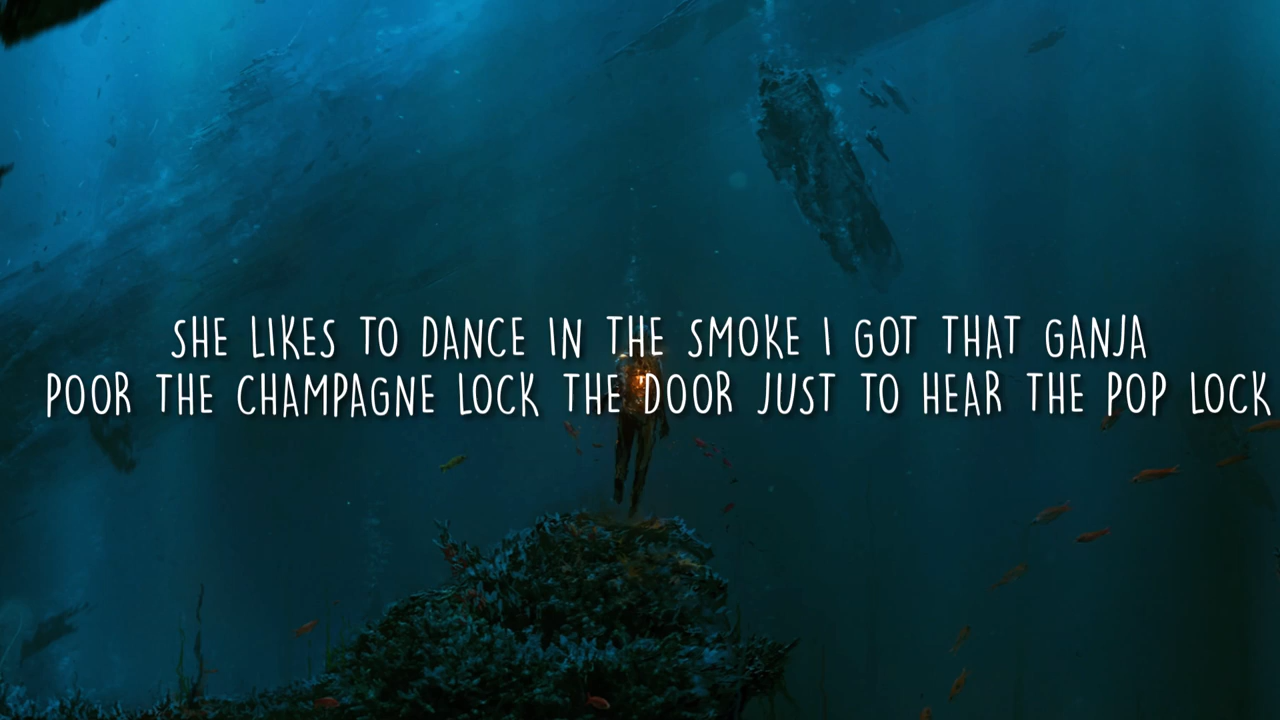 SHE LIKES TO DANCE IN THE SMOKE I GOT THAT GANJA
POOR THE CHAMPAGNE LOCK THE DOOR JUST TO HEAR THE POP LOCK